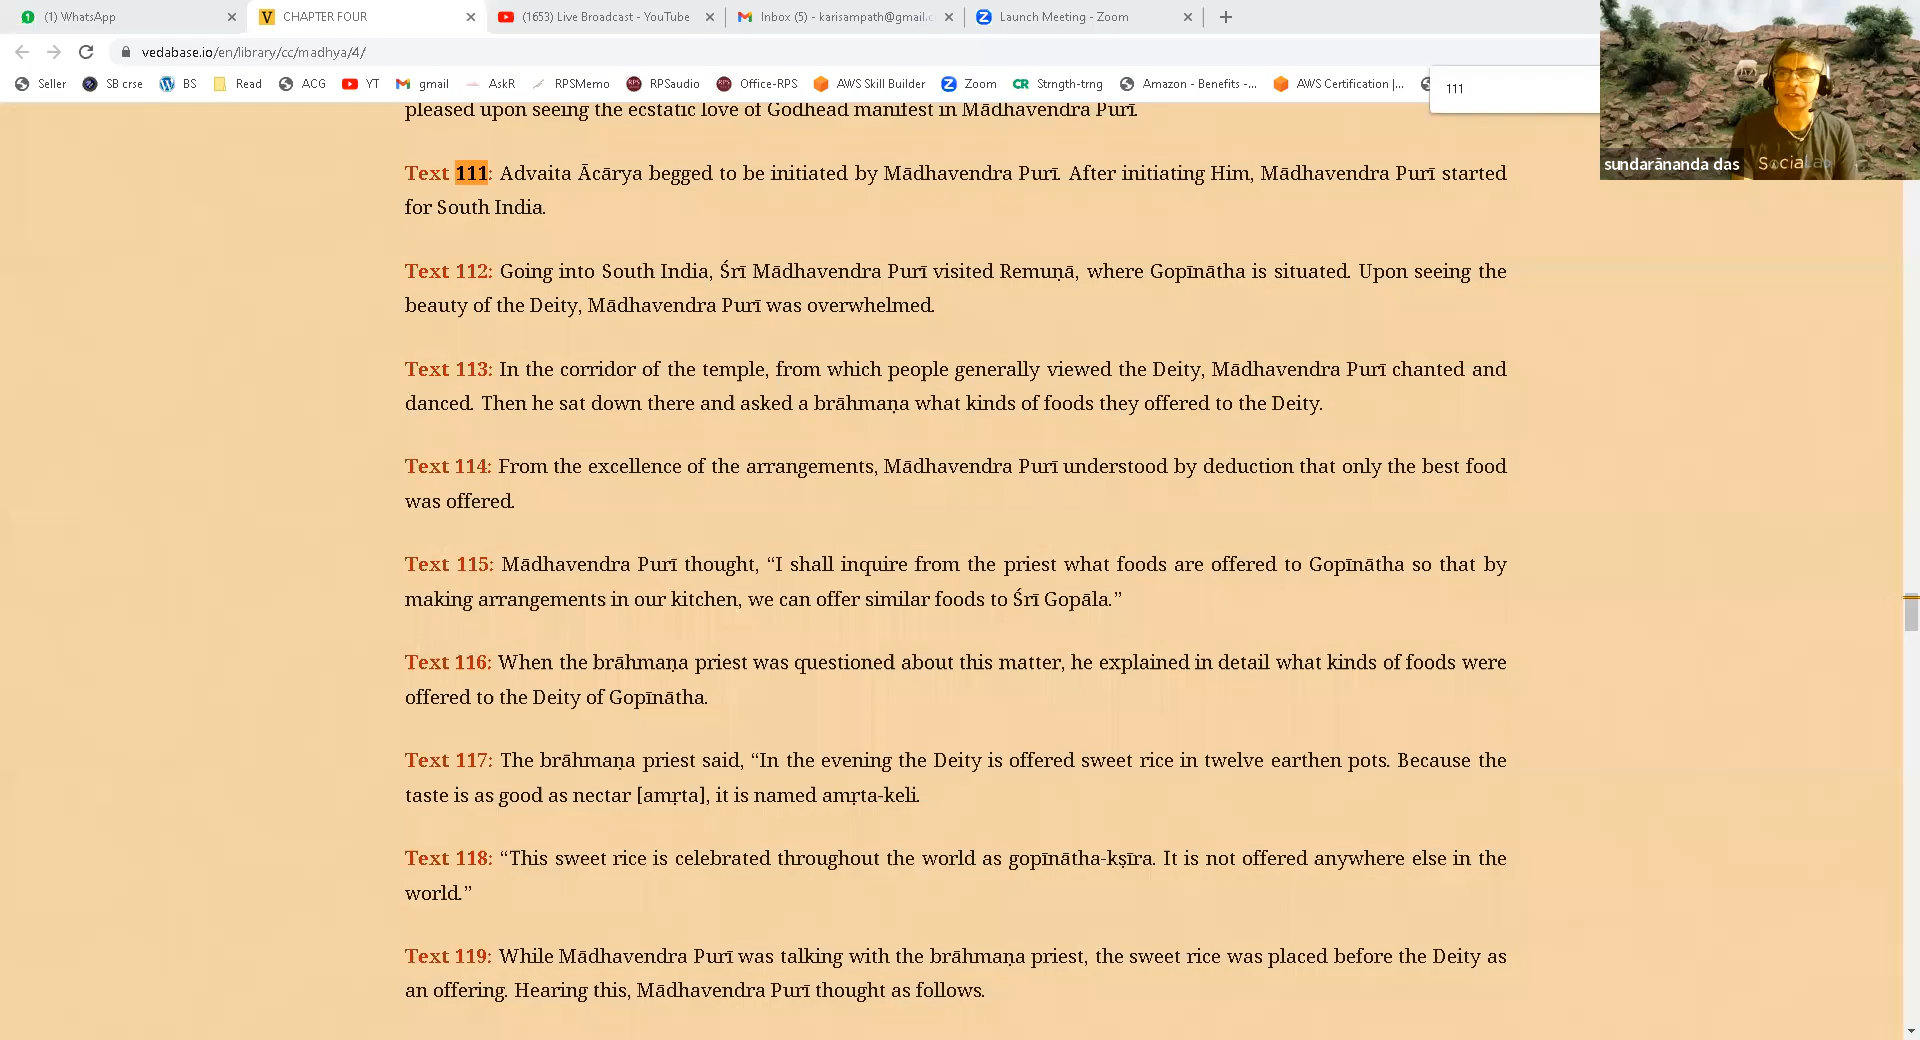 (1) WhatsApp
CHAPTER FOUR
(1653) Live Broadcast - YouTube
Inbox (5) - karisampath@gmail.c
Launch Meeting - Zoom
vedabase.io/en/library/cc/madhya/4/
Seller SB crse BS Read ACG YT gmail AskR RPSMemo RPSaudio Office-RPS AWS Skill Builder Zoom Strngth-trng Amazon - Benefits -... AWS Certification |...
111
sundarānanda das
pleased upon seeing the ecstatic love of Godhead manifest in Mādhavendra Purī.
Text 111: Advaita Ācārya begged to be initiated by Mādhavendra Purī. After initiating Him, Mādhavendra Purī started
for South India.
Text 112: Going into South India, Śrī Mādhavendra Purī visited Remuṇā, where Gopīnātha is situated. Upon seeing the
beauty of the Deity, Mādhavendra Purī was overwhelmed.
Text 113: In the corridor of the temple, from which people generally viewed the Deity, Mādhavendra Purī chanted and
danced. Then he sat down there and asked a brāhmaṇa what kinds of foods they offered to the Deity.
Text 114: From the excellence of the arrangements, Mādhavendra Purī understood by deduction that only the best food
was offered.
Text 115: Mādhavendra Purī thought, “I shall inquire from the priest what foods are offered to Gopīnātha so that by
making arrangements in our kitchen, we can offer similar foods to Śrī Gopāla.”
Text 116: When the brāhmaṇa priest was questioned about this matter, he explained in detail what kinds of foods were
offered to the Deity of Gopīnātha.
Text 117: The brāhmaṇa priest said, “In the evening the Deity is offered sweet rice in twelve earthen pots. Because the
taste is as good as nectar [amṛta], it is named amṛta-keli.
Text 118: “This sweet rice is celebrated throughout the world as gopīnātha-kṣīra. It is not offered anywhere else in the
world.”
Text 119: While Mādhavendra Purī was talking with the brāhmaṇa priest, the sweet rice was placed before the Deity as
an offering. Hearing this, Mādhavendra Purī thought as follows.